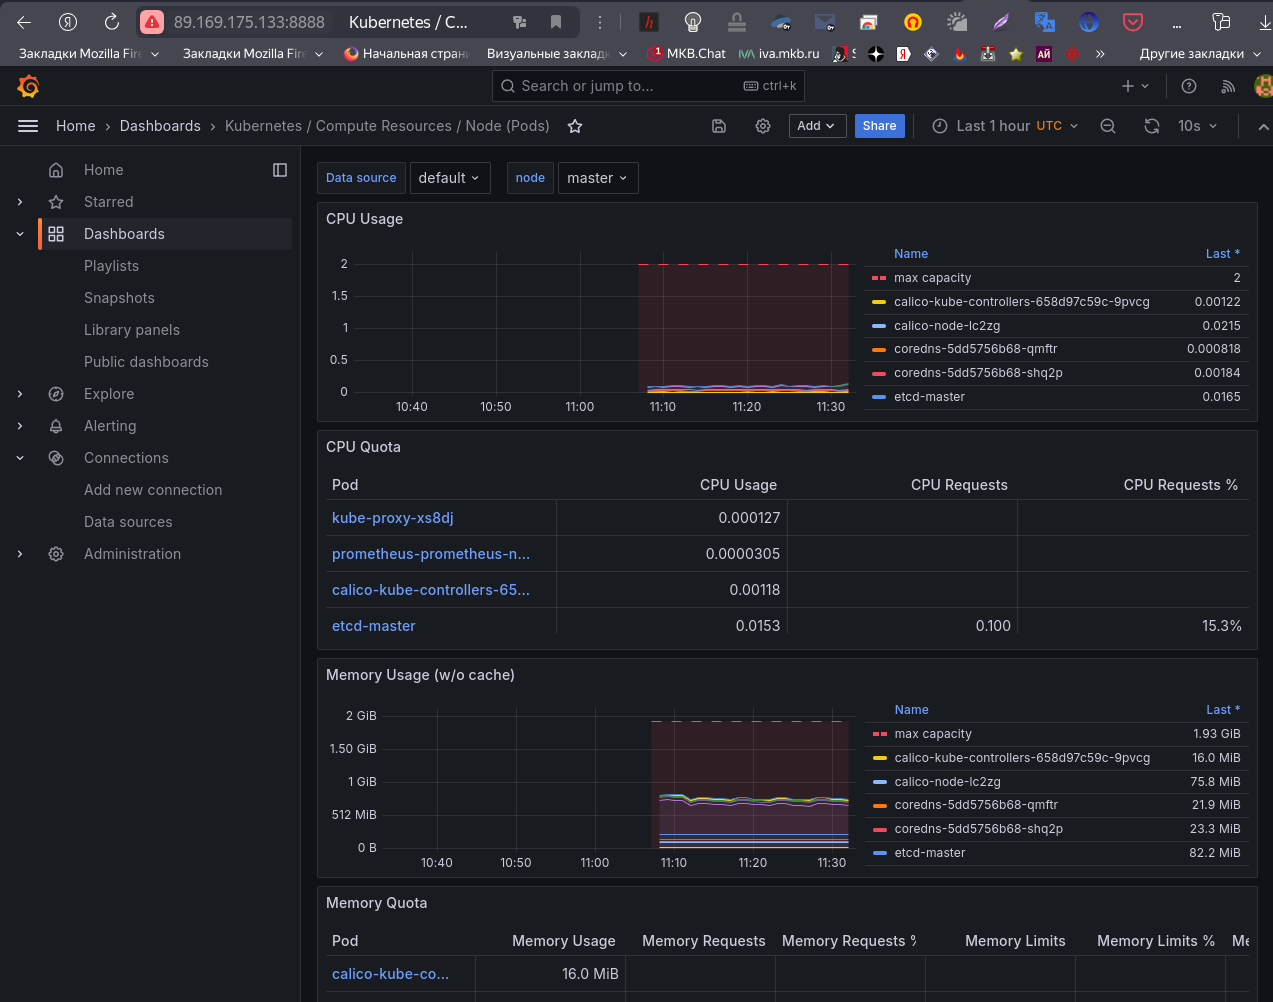 89.169.175.133:8888 Kubernetes / C...
Закладки Mozilla Fire Закладки Mozilla Fire Начальная страни Визуальные заклад 1 MKB.Chat IVA iva.mkb.ru Я АЙ » Другие закладки
Search or jump to... ctrl+k
Home › Dashboards › Kubernetes / Compute Resources / Node (Pods) Add Share Last 1 hour UTC 10s
Home
Starred
Dashboards
Playlists
Snapshots
Library panels
Public dashboards
Explore
Alerting
Connections
Add new connection
Data sources
Administration
Data source default node master
CPU Usage
2
1.5
1
0.5
0
10:40 10:50 11:00 11:10 11:20 11:30
Name Last *
max capacity 2
calico-kube-controllers-658d97c59c-9pvcg 0.00122
calico-node-lc2zg 0.0215
coredns-5dd5756b68-qmftr 0.000818
coredns-5dd5756b68-shq2p 0.00184
etcd-master 0.0165
CPU Quota
Pod CPU Usage CPU Requests CPU Requests %
kube-proxy-xs8dj 0.000127
prometheus-prometheus-n... 0.0000305
calico-kube-controllers-65... 0.00118
etcd-master 0.0153 0.100 15.3%
Memory Usage (w/o cache)
2 GiB
1.50 GiB
1 GiB
512 MiB
0 B
10:40 10:50 11:00 11:10 11:20 11:30
Name Last *
max capacity 1.93 GiB
calico-kube-controllers-658d97c59c-9pvcg 16.0 MiB
calico-node-lc2zg 75.8 MiB
coredns-5dd5756b68-qmftr 21.9 MiB
coredns-5dd5756b68-shq2p 23.3 MiB
etcd-master 82.2 MiB
Memory Quota
Pod Memory Usage Memory Requests Memory Requests % Memory Limits Memory Limits % Me
calico-kube-co... 16.0 MiB